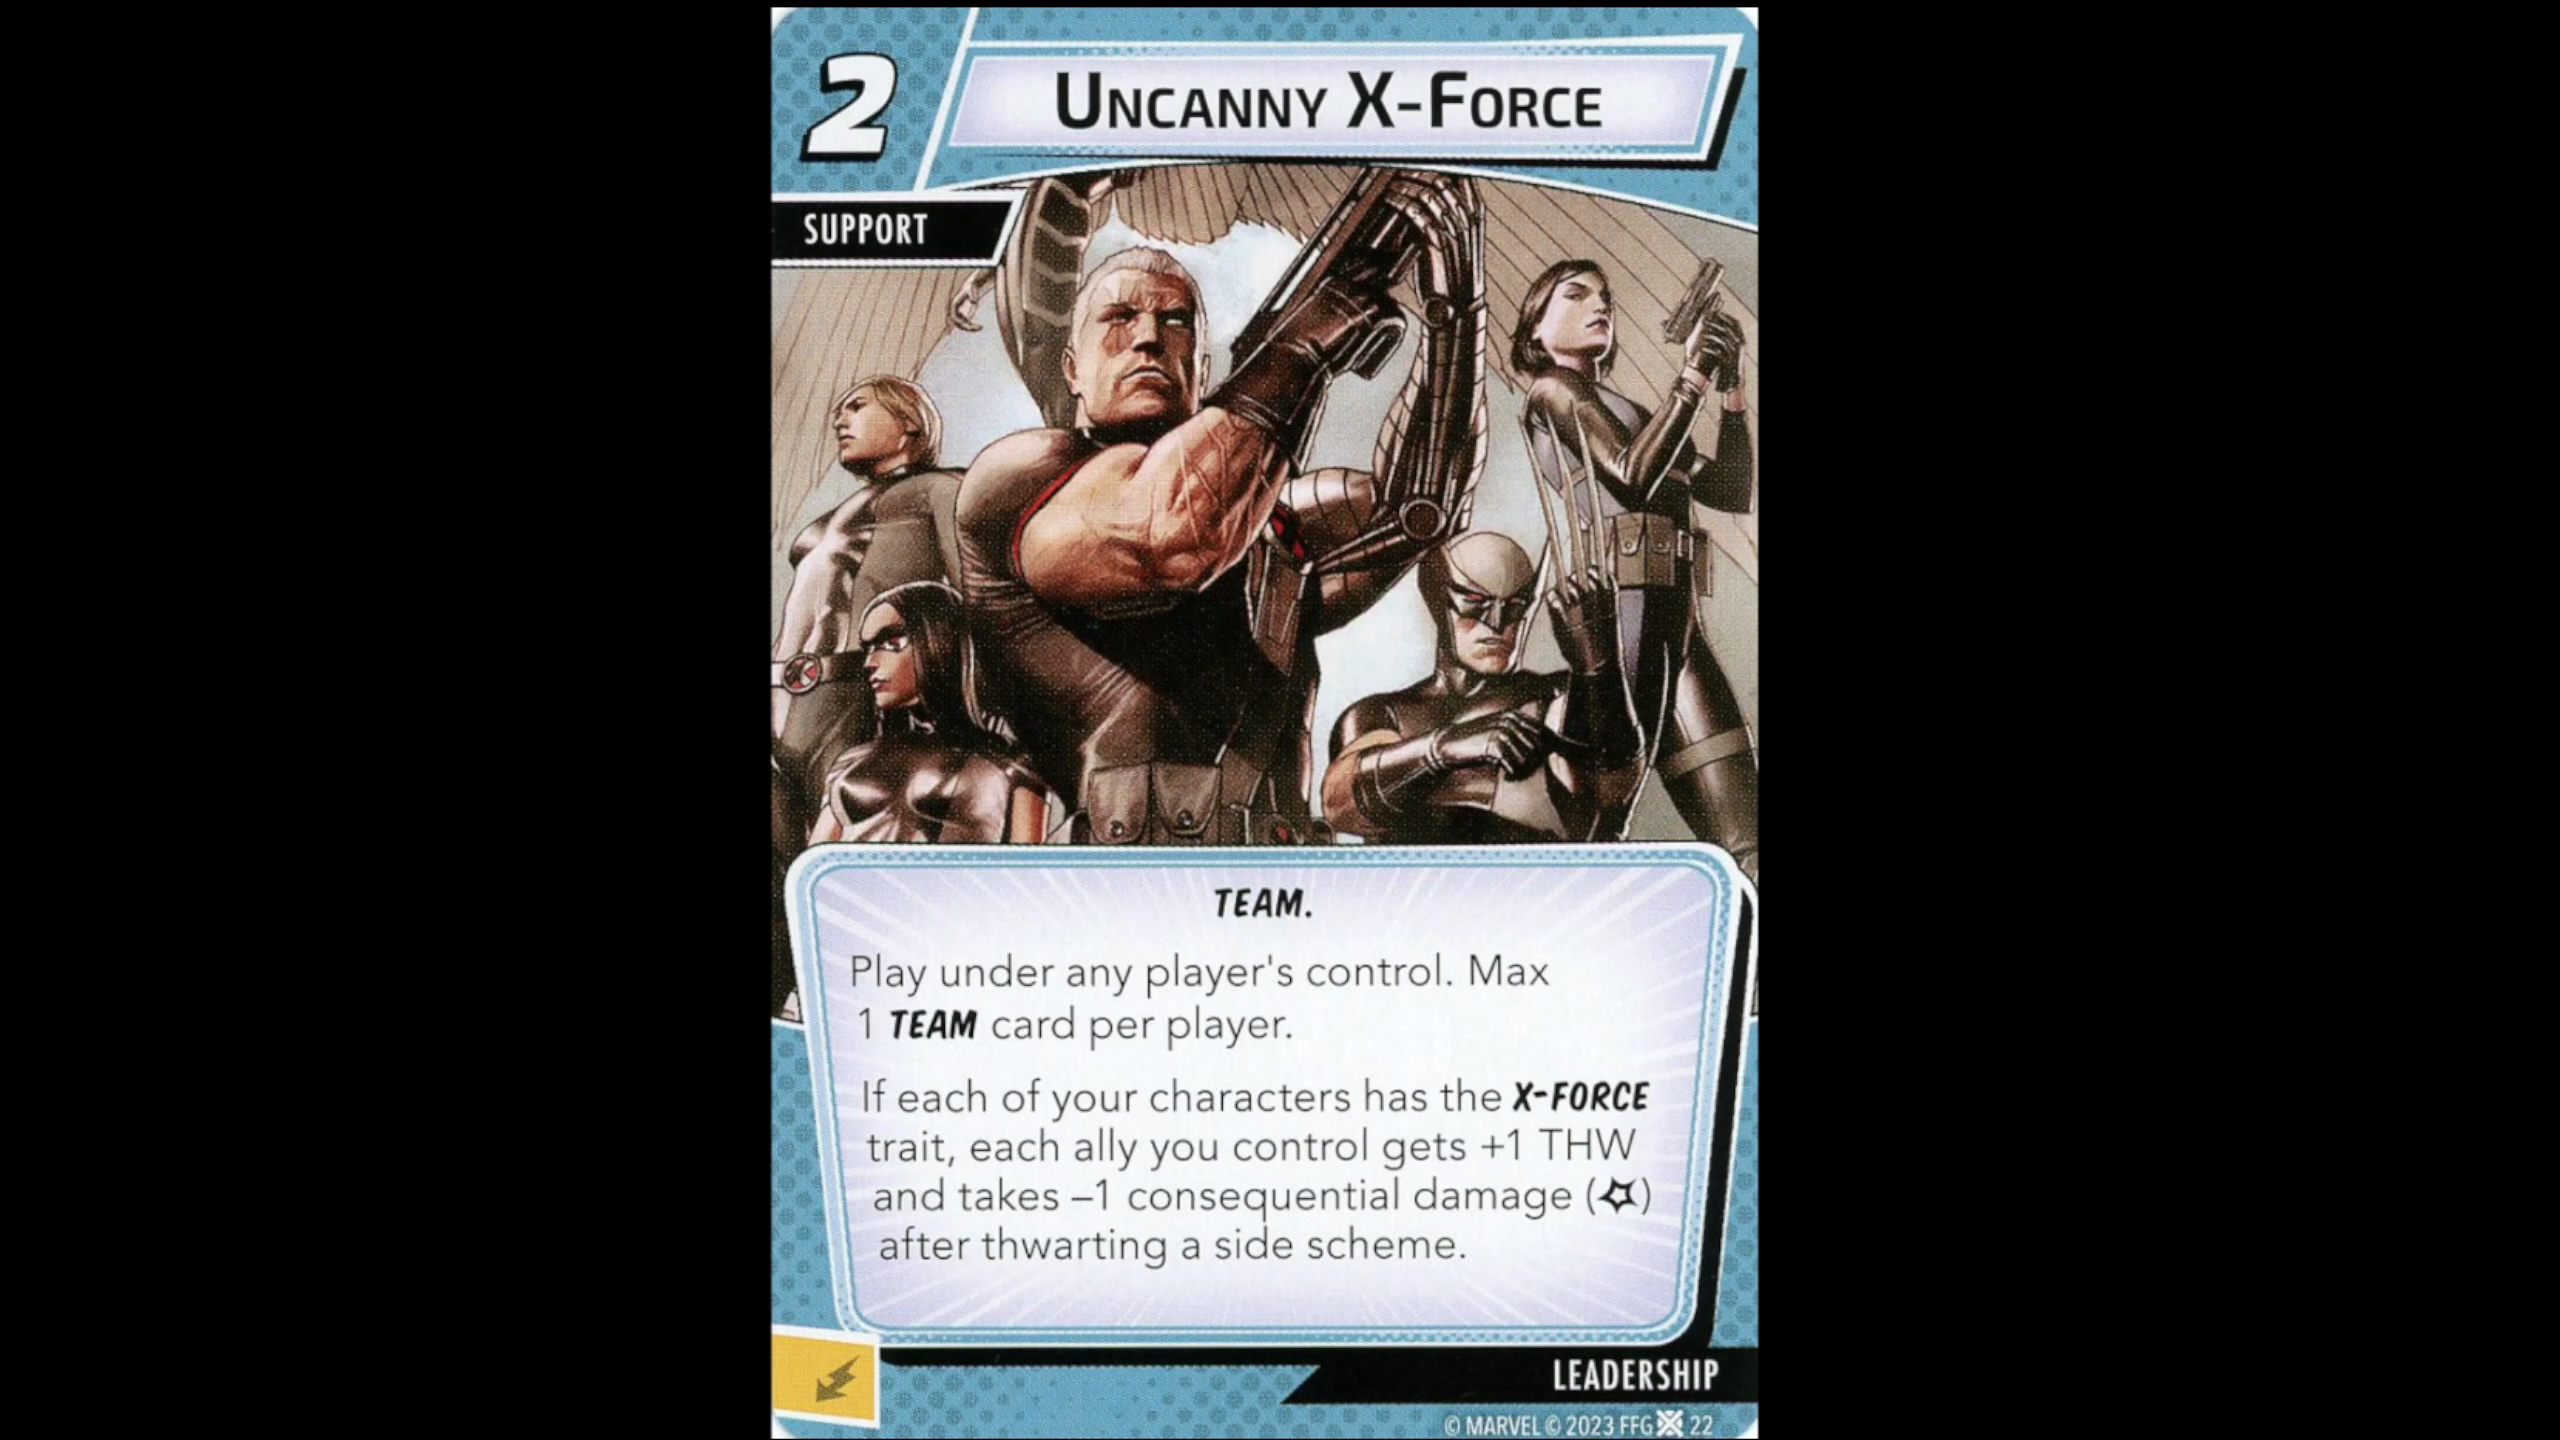 2
UNCANNY X-FORCE
SUPPORT
TEAM.
Play under any player's control. Max
1 TEAM card per player.
If each of your characters has the X-FORCE
trait, each ally you control gets +1 THW
and takes –1 consequential damage ( )
after thwarting a side scheme.
LEADERSHIP
© MARVEL © 2023 FFG 22